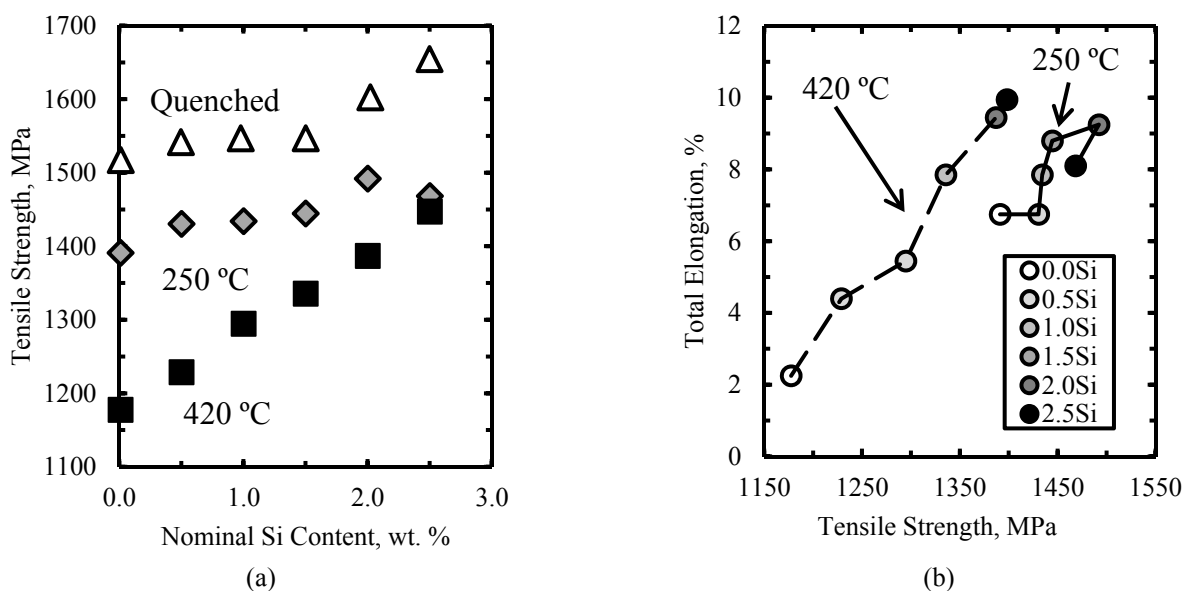 1700
1600
1500
1400
1300
1200
1100
Tensile Strength, MPa
Quenched
250 ºC
420 ºC
0.0
1.0
2.0
3.0
Nominal Si Content, wt. %
(a)
12
10
8
6
4
2
0
Total Elongation, %
420 ºC
250 ºC
0.0Si
0.5Si
1.0Si
1.5Si
2.0Si
2.5Si
1150
1250
1350
1450
1550
Tensile Strength, MPa
(b)